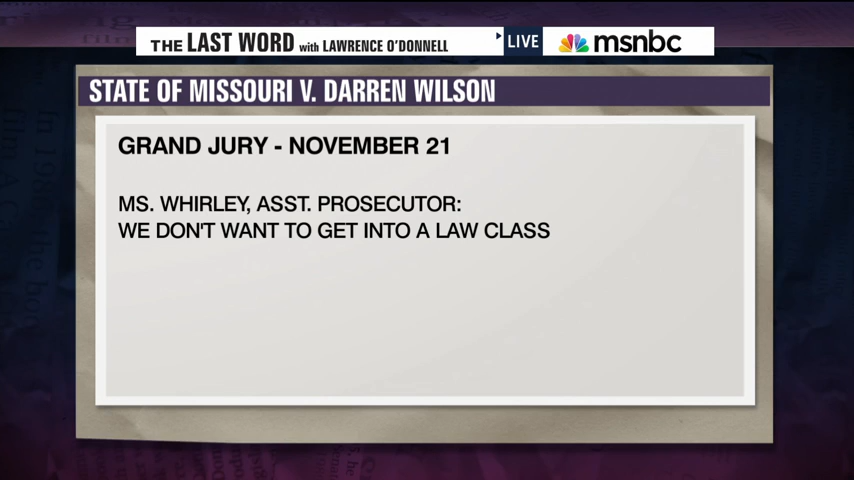 THE LAST WORD with LAWRENCE O'DONNELL
LIVE
msnbc
STATE OF MISSOURI V. DARREN WILSON
GRAND JURY - NOVEMBER 21
MS. WHIRLEY, ASST. PROSECUTOR:
WE DON'T WANT TO GET INTO A LAW CLASS